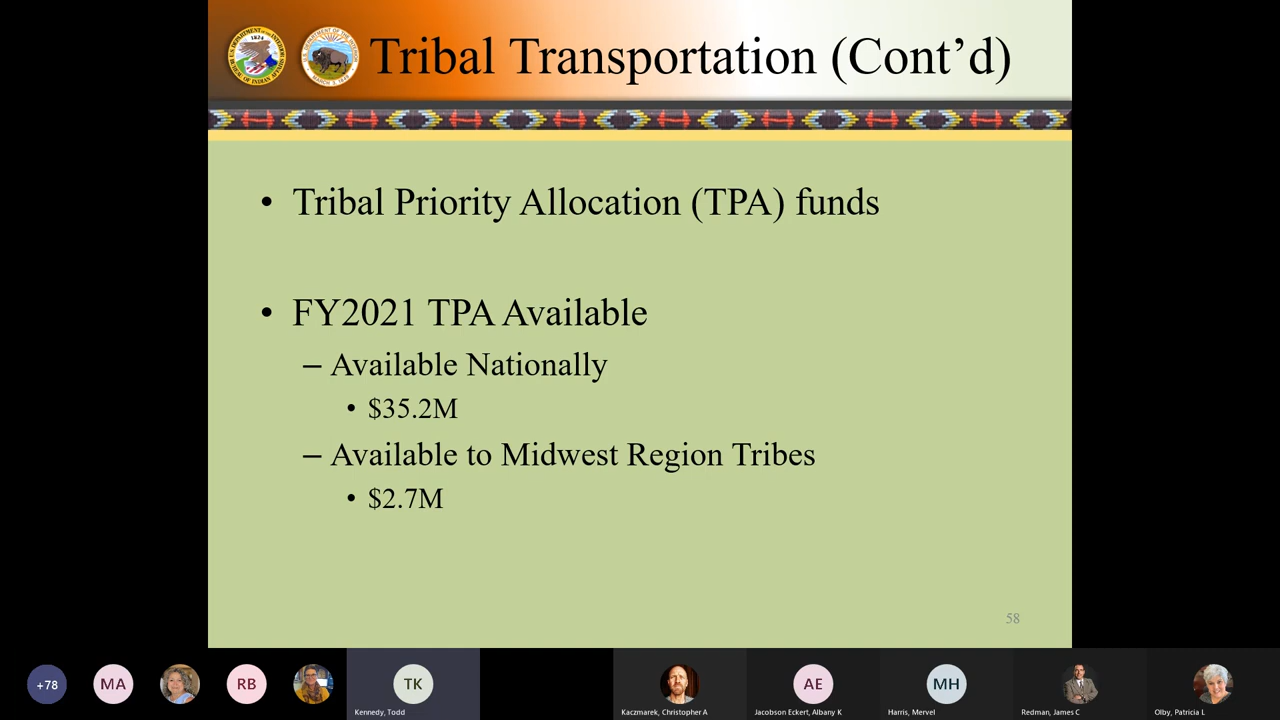 Tribal Transportation (Cont’d)
• Tribal Priority Allocation (TPA) funds
• FY2021 TPA Available
– Available Nationally
• $35.2M
– Available to Midwest Region Tribes
• $2.7M
58
+78
MA
RB
TK
AE
MH
Kennedy, Todd
Kaczmarek, Christopher A
Jacobson Eckert, Albany K
Harris, Mervel
Redman, James C
Olby, Patricia L